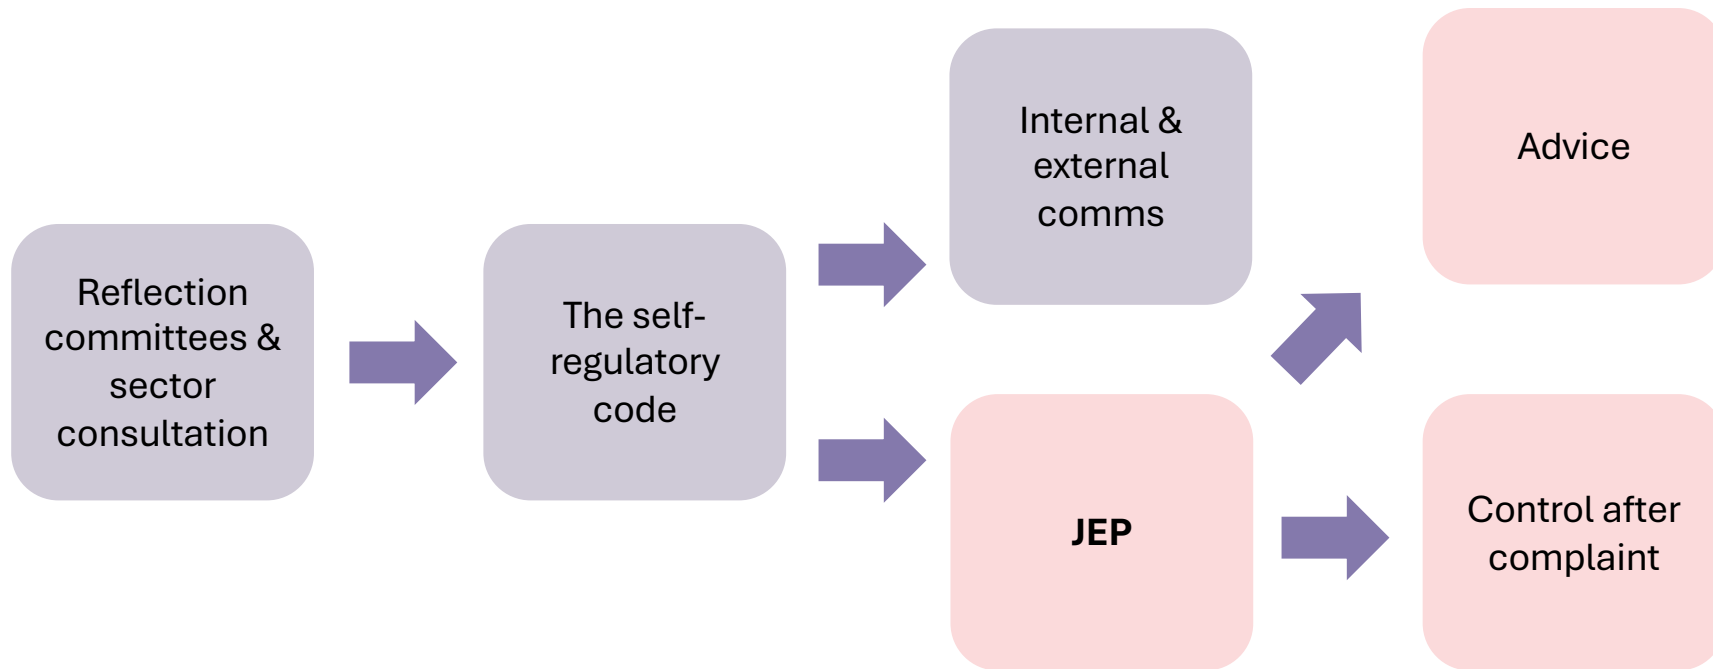 Reflection
committees &
sector
consultation
The self-
regulatory
code
Internal &
external
comms
JEP
Advice
Control after
complaint